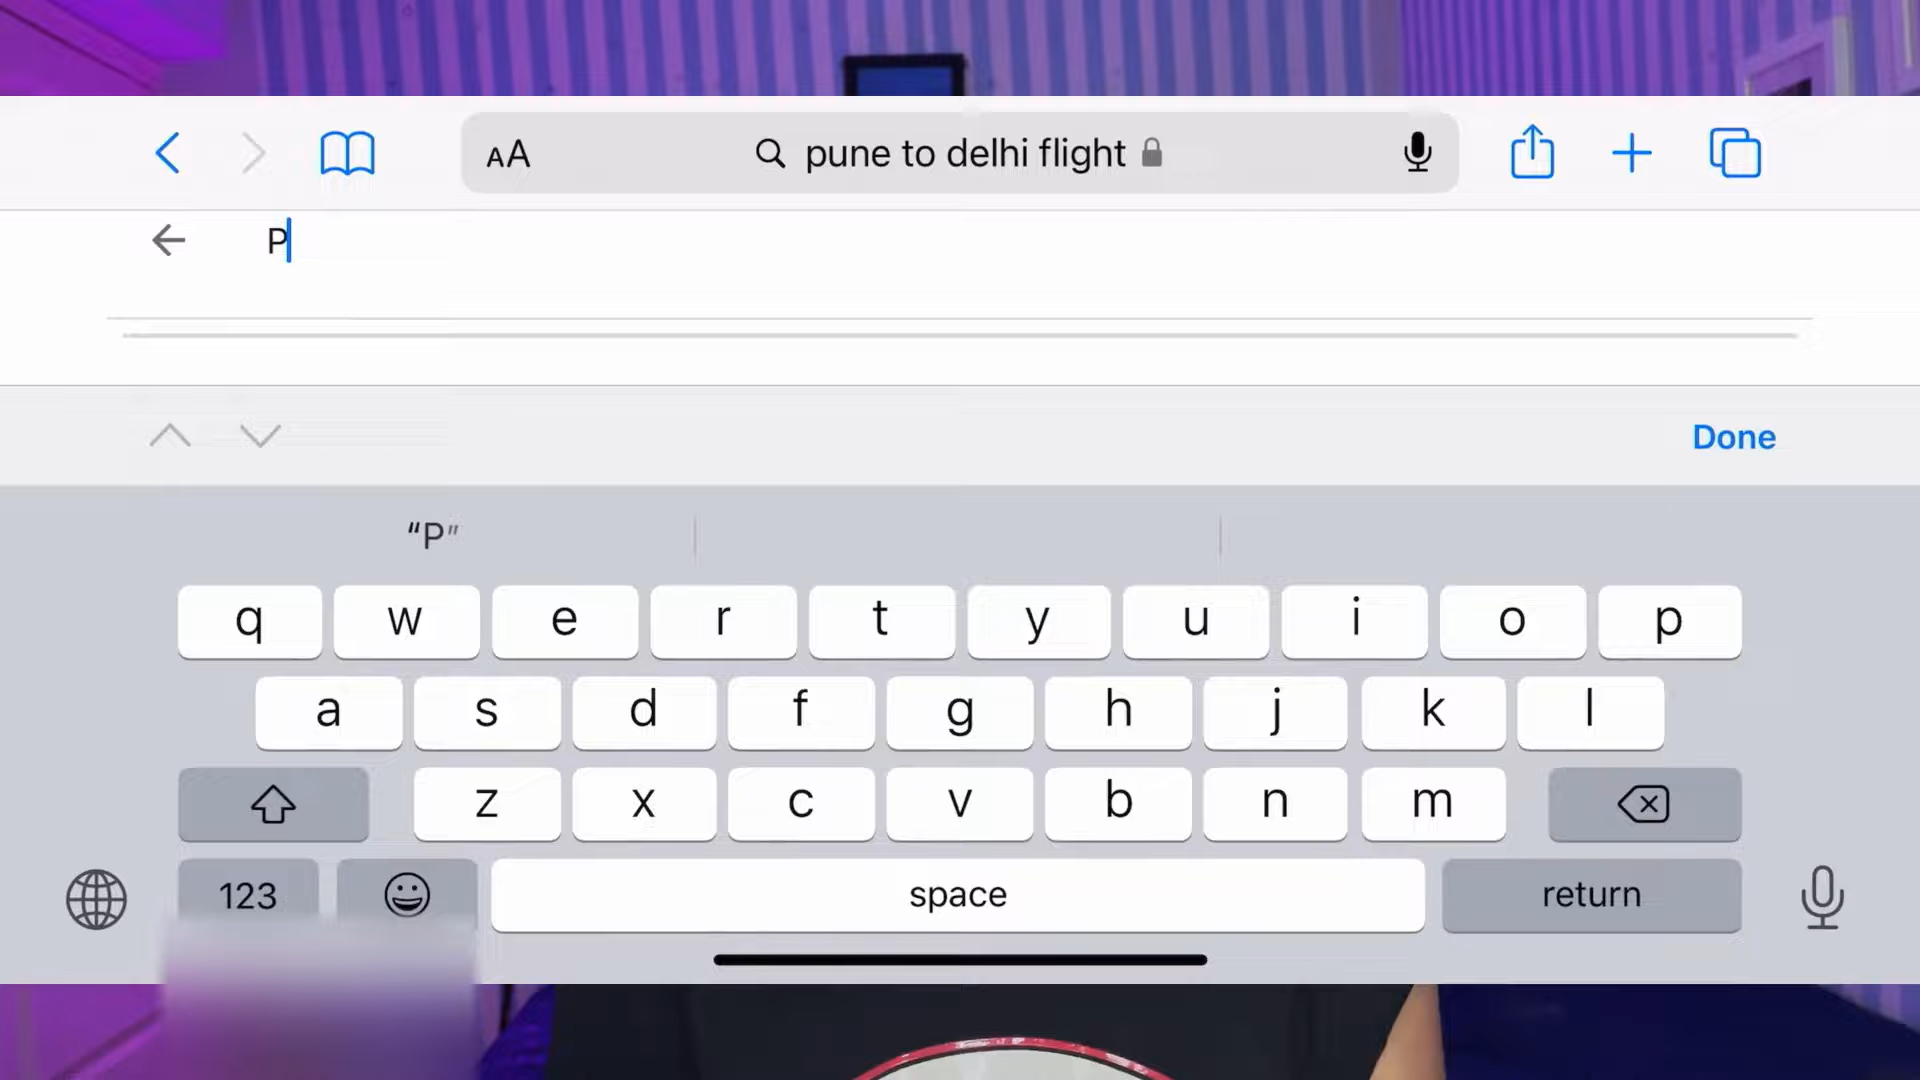 AA pune to delhi flight
P
Done
“P”
q w e r t y u i o p
a s d f g h j k l
z x c v b n m
123 space return